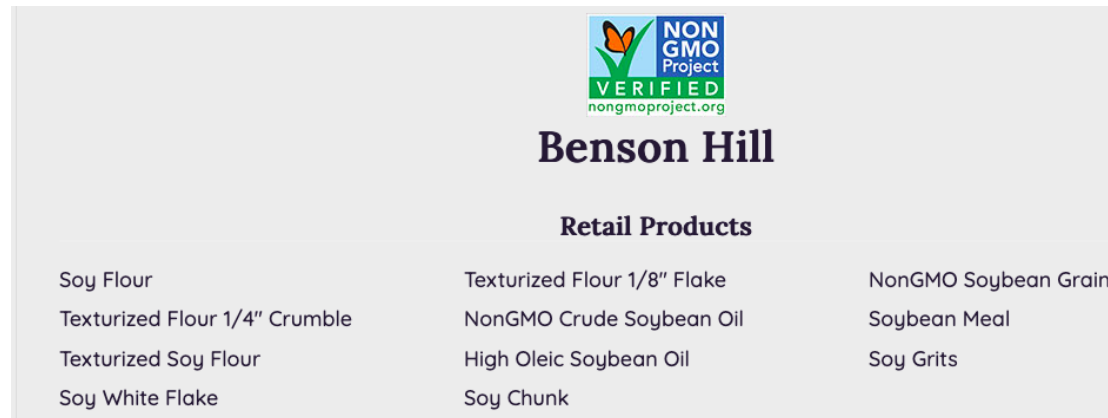 NON
GMO
Project
VERIFIED
nongmoproject.org
Benson Hill
Retail Products
Soy Flour
Texturized Flour 1/4" Crumble
Texturized Soy Flour
Soy White Flake
Texturized Flour 1/8" Flake
NonGMO Crude Soybean Oil
High Oleic Soybean Oil
Soy Chunk
NonGMO Soybean Grain
Soybean Meal
Soy Grits